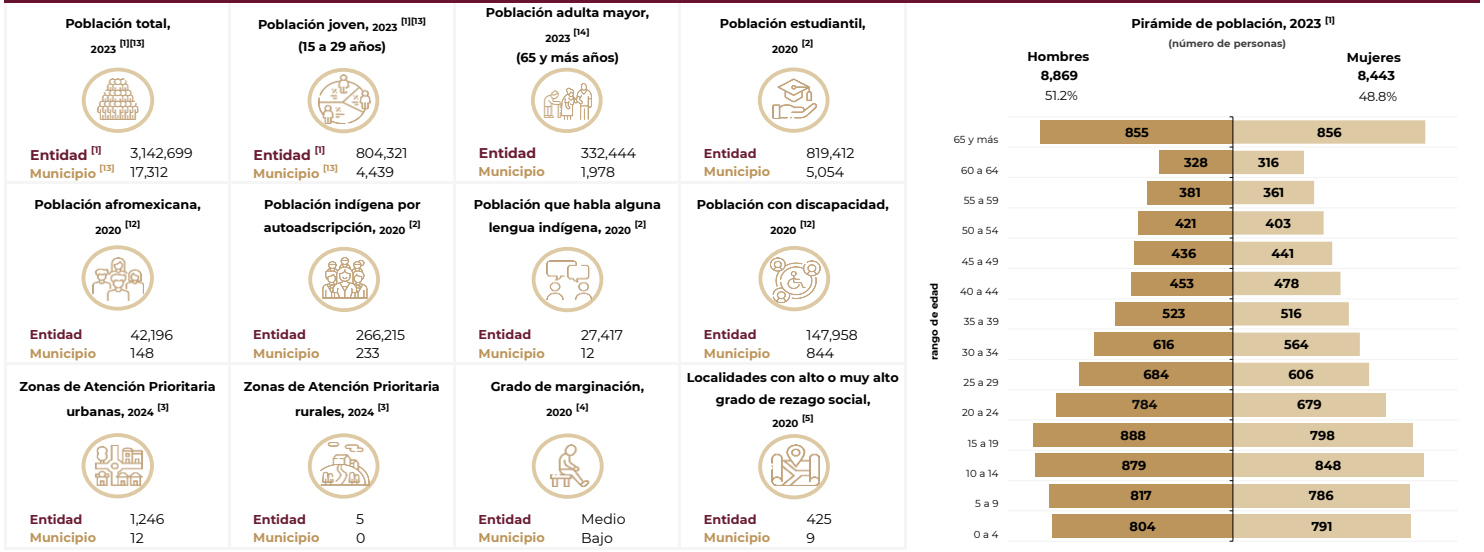 Población total,
2023 [1][13]
Entidad [1] 3,142,699
Municipio [13] 17,312
Población joven, 2023 [1][13]
(15 a 29 años)
Entidad [1] 804,321
Municipio [13] 4,439
Población adulta mayor,
2023 [14]
(65 y más años)
Entidad 332,444
Municipio 1,978
Población estudiantil,
2020 [2]
Entidad 819,412
Municipio 5,054
Población afromexicana,
2020 [12]
Entidad 42,196
Municipio 148
Población indígena por
autoadscripción, 2020 [2]
Entidad 266,215
Municipio 233
Población que habla alguna
lengua indígena, 2020 [2]
Entidad 27,417
Municipio 12
Población con discapacidad,
2020 [12]
Entidad 147,958
Municipio 844
Zonas de Atención Prioritaria
urbanas, 2024 [3]
Entidad 1,246
Municipio 12
Zonas de Atención Prioritaria
rurales, 2024 [3]
Entidad 5
Municipio 0
Grado de marginación,
2020 [4]
Entidad Medio
Municipio Bajo
Localidades con alto o muy alto
grado de rezago social,
2020 [5]
Entidad 425
Municipio 9
Pirámide de población, 2023 [1]
(número de personas)
Hombres Mujeres
8,869 8,443
51.2% 48.8%
rango de edad
65 y más 855 856
60 a 64 328 316
55 a 59 381 361
50 a 54 421 403
45 a 49 436 441
40 a 44 453 478
35 a 39 523 516
30 a 34 616 564
25 a 29 684 606
20 a 24 784 679
15 a 19 888 798
10 a 14 879 848
5 a 9 817 786
0 a 4 804 791